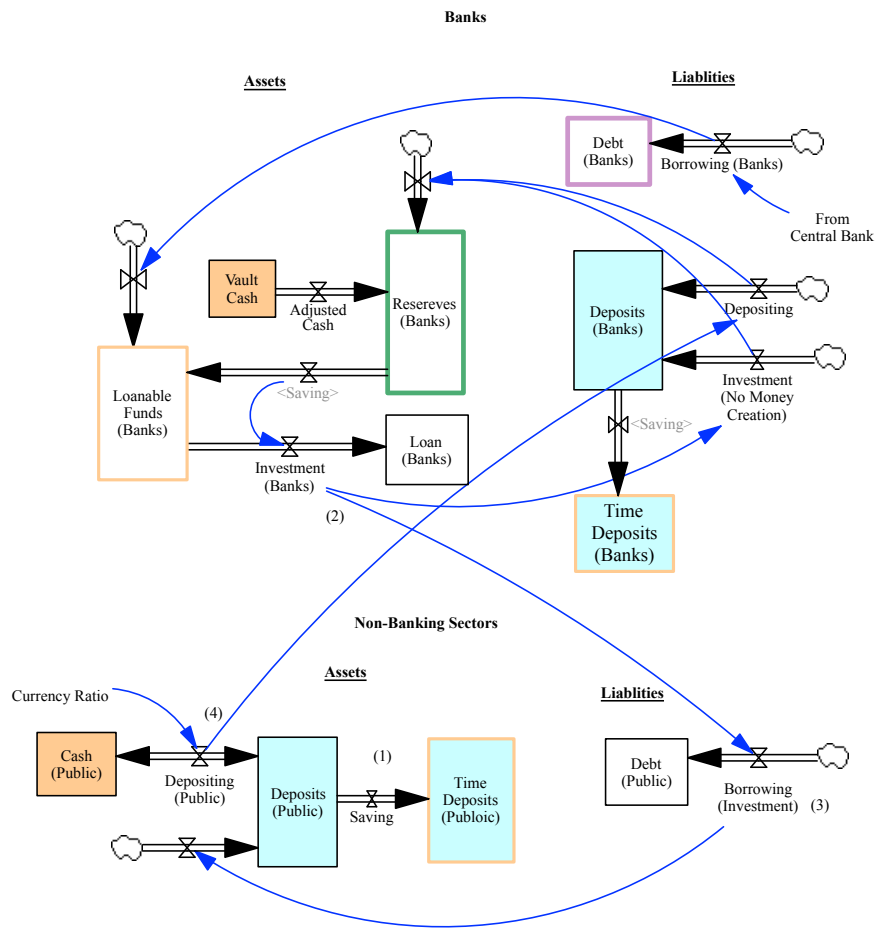 Banks
Assets
Liablities
Debt
(Banks)
Borrowing (Banks)
From
Central Bank
Vault
Cash
Adjusted
Cash
Resereves
(Banks)
Deposits
(Banks)
Depositing
Investment
(No Money
Creation)
Loanable
Funds
(Banks)
<Saving>
Investment
(Banks)
Loan
(Banks)
<Saving>
(2)
Time
Deposits
(Banks)
Non-Banking Sectors
Assets
Liablities
Currency Ratio
(4)
Cash
(Public)
Depositing
(Public)
Deposits
(Public)
(1)
Saving
Time
Deposits
(Publoic)
Debt
(Public)
Borrowing
(Investment)
(3)